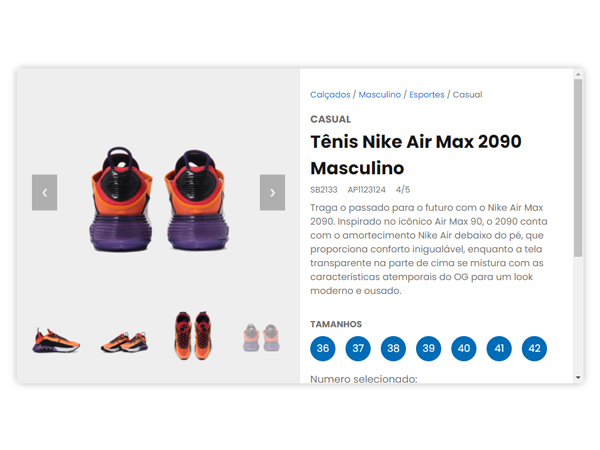 Calçados / Masculino / Esportes / Casual
CASUAL
Tênis Nike Air Max 2090
Masculino
SB2133 AP1123124 4/5
Traga o passado para o futuro com o Nike Air Max
2090. Inspirado no icônico Air Max 90, o 2090 conta
com o amortecimento Nike Air debaixo do pé, que
proporciona conforto inigualável, enquanto a tela
transparente na parte de cima se mistura com as
características atemporais do OG para um look
moderno e ousado.
TAMANHOS
36 37 38 39 40 41 42
Numero selecionado: